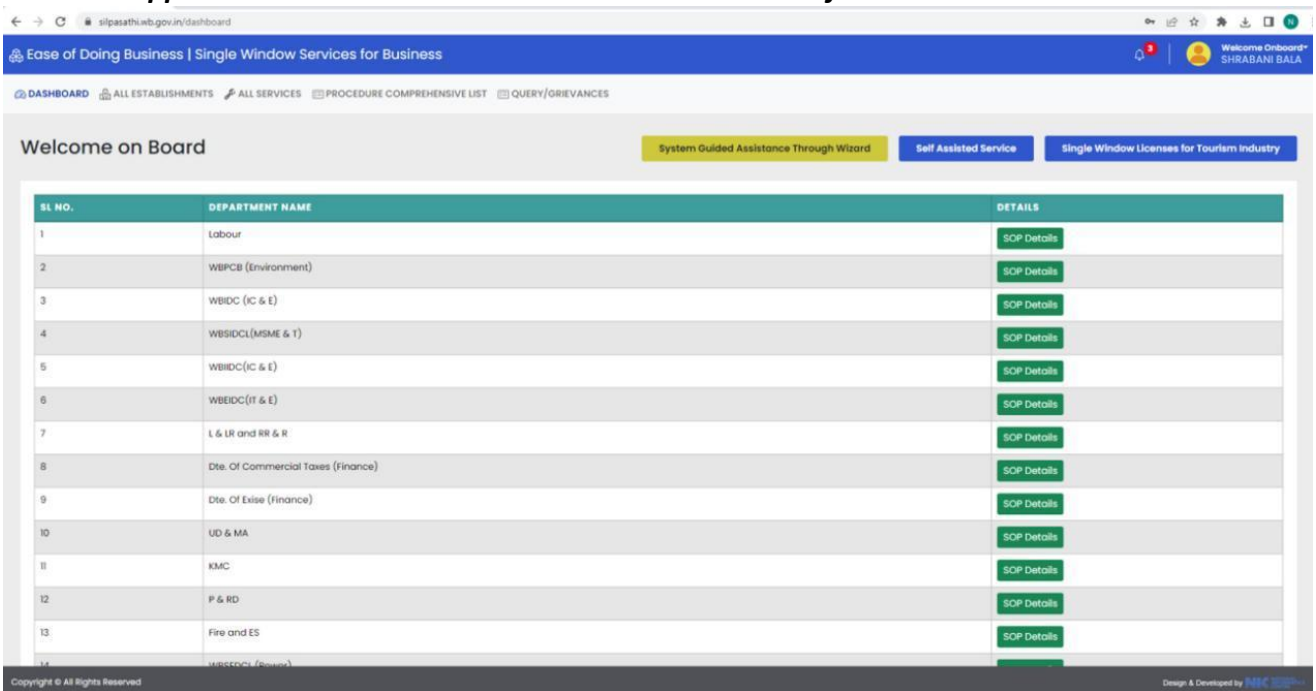 silpasathi.wb.gov.in/dashboard
N
Ease of Doing Business | Single Window Services for Business
3
Welcome Onboard
SHRABANI BALA
DASHBOARD ALL ESTABLISHMENTS ALL SERVICES PROCEDURE COMPREHENSIVE LIST QUERY/GRIEVANCES
Welcome on Board
System Guided Assistance Through Wizard Self Assisted Service Single Window Licenses for Tourism Industry
SL NO. DEPARTMENT NAME DETAILS
1 Labour SOP Details
2 WBPCB (Environment) SOP Details
3 WBIDC (IC & E) SOP Details
4 WBSIDCL(MSME & T) SOP Details
5 WBIIDC(IC & E) SOP Details
6 WBEIDC(IT & E) SOP Details
7 L & LR and RR & R SOP Details
8 Dte. Of Commercial Taxes (Finance) SOP Details
9 Dte. Of Exise (Finance) SOP Details
10 UD & MA SOP Details
11 KMC SOP Details
12 P & RD SOP Details
13 Fire and ES SOP Details
14 WBSEDCL (Power)
Copyright © All Rights Reserved Design & Developed by NIC